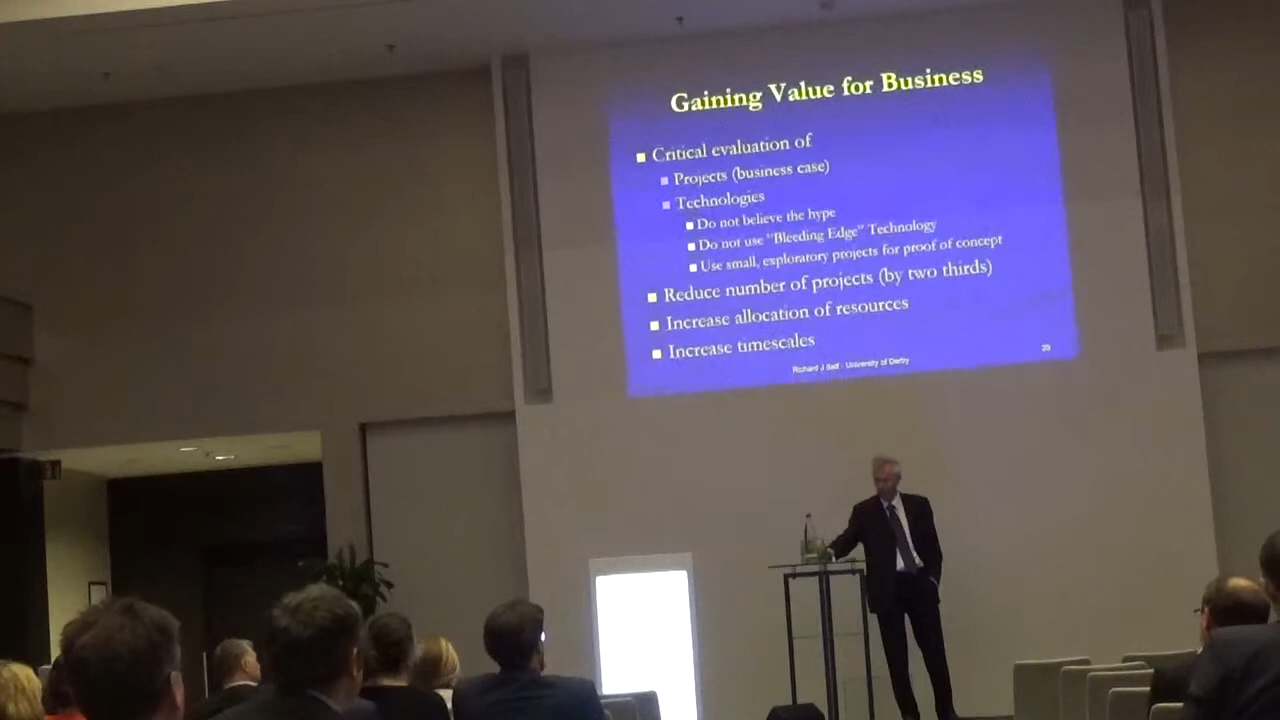 Gaining Value for Business
Critical evaluation of
Projects (business case)
Technologies
Do not believe the hype
Do not use "Bleeding Edge" Technology
Use small, exploratory projects for proof of concept
Reduce number of projects (by two thirds)
Increase allocation of resources
Increase timescales
Richard J Self - University of Derby